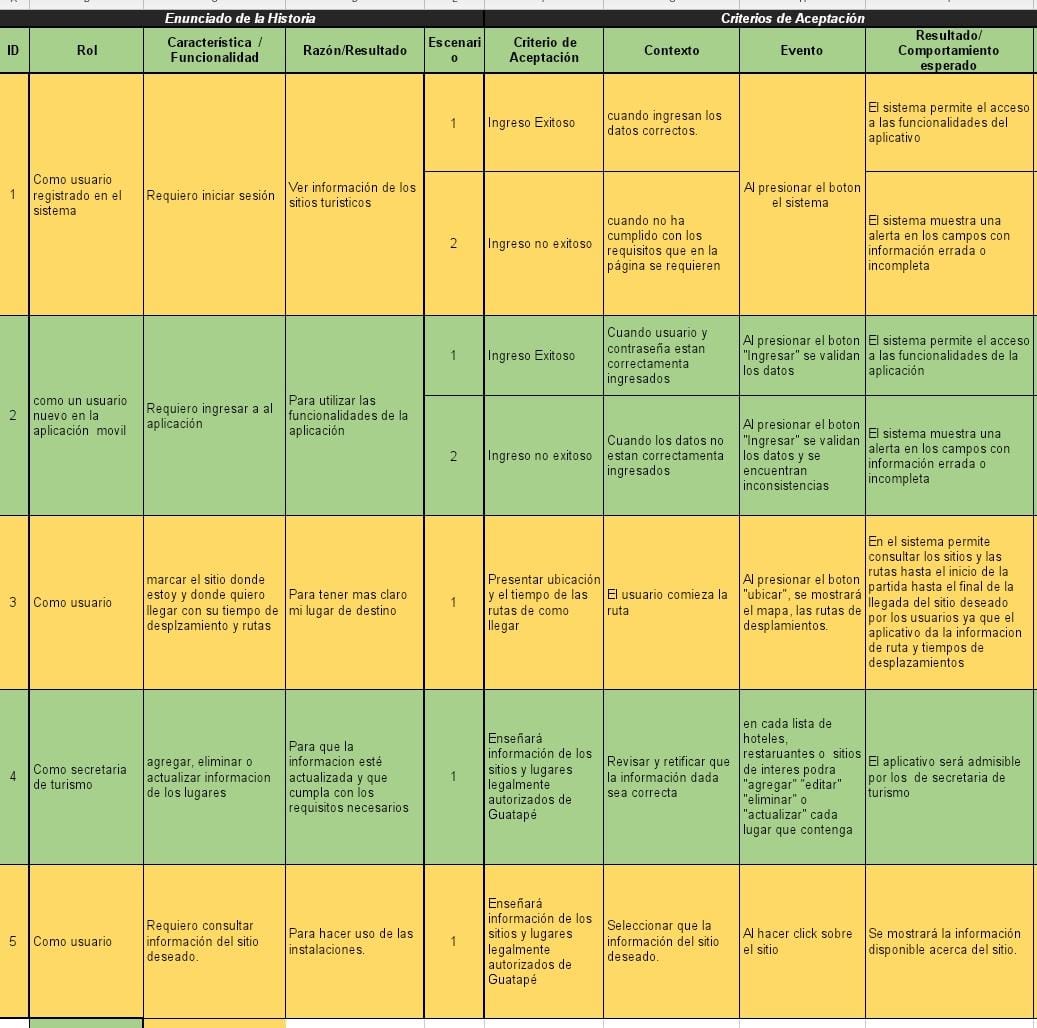 Enunciado de la Historia
Criterios de Aceptación
ID
Rol
Característica /
Funcionalidad
Razón/Resultado
Escenari
o
Criterio de
Aceptación
Contexto
Evento
Resultado/
Comportamiento
esperado
1
Como usuario
registrado en el
sistema
Requiero iniciar sesión
Ver información de los
sitios turisticos
1
Ingreso Exitoso
cuando ingresan los
datos correctos.
Al presionar el boton
el sistema
El sistema permite el acceso
a las funcionalidades del
aplicativo
2
Ingreso no exitoso
cuando no ha
cumplido con los
requisitos que en la
página se requieren
El sistema muestra una
alerta en los campos con
información errada o
incompleta
2
como un usuario
nuevo en la
aplicación movil
Requiero ingresar a al
aplicación
Para utilizar las
funcionalidades de la
aplicación
1
Ingreso Exitoso
Cuando usuario y
contraseña estan
correctamenta
ingresados
Al presionar el boton
"Ingresar" se validan
los datos
El sistema permite el acceso
a las funcionalidades de la
aplicación
2
Ingreso no exitoso
Cuando los datos no
estan correctamenta
ingresados
Al presionar el boton
"Ingresar" se validan
los datos y se
encuentran
inconsistencias
El sistema muestra una
alerta en los campos con
información errada o
incompleta
3
Como usuario
marcar el sitio donde
estoy y donde quiero
llegar con su tiempo de
desplzamiento y rutas
Para tener mas claro
mi lugar de destino
1
Presentar ubicación
y el tiempo de las
rutas de como
llegar
El usuario comieza la
ruta
Al presionar el boton
"ubicar", se mostrará
el mapa, las rutas de
desplamientos.
En el sistema permite
consultar los sitios y las
rutas hasta el inicio de la
partida hasta el final de la
llegada del sitio deseado
por los usuarios ya que el
aplicativo da la informacion
de ruta y tiempos de
desplazamientos
4
Como secretaria
de turismo
agregar, eliminar o
actualizar informacion
de los lugares
Para que la
informacion esté
actualizada y que
cumpla con los
requisitos necesarios
1
Enseñará
información de los
sitios y lugares
legalmente
autorizados de
Guatapé
Revisar y retificar que
la información dada
sea correcta
en cada lista de
hoteles,
restaruantes o sitios
de interes podra
"agregar" "editar"
"eliminar" o
"actualizar" cada
lugar que contenga
El aplicativo será admisible
por los de secretaria de
turismo
5
Como usuario
Requiero consultar
información del sitio
deseado.
Para hacer uso de las
instalaciones.
1
Enseñará
información de los
sitios y lugares
legalmente
autorizados de
Guatapé
Seleccionar que la
información del sitio
deseado.
Al hacer click sobre
el sitio
Se mostrará la información
disponible acerca del sitio.